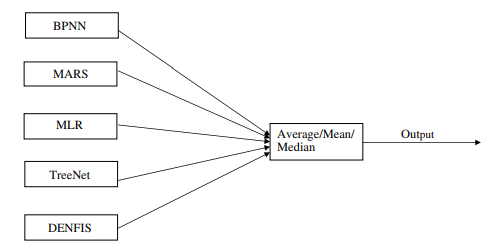 BPNN
MARS
MLR
TreeNet
DENFIS
Average/Mean/
Median
Output